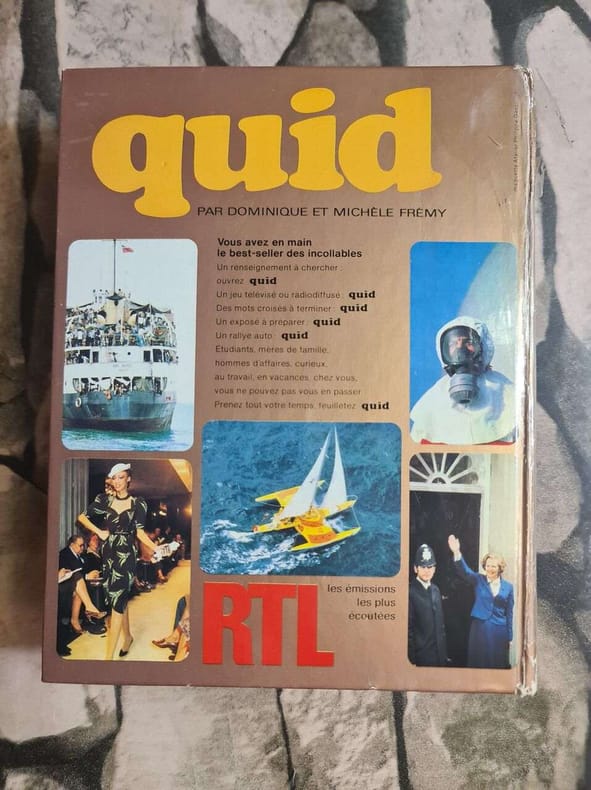 quid
PAR DOMINIQUE ET MICHÈLE FRÉMY
Vous avez en main
le best-seller des incollables
Un renseignement à chercher :
ouvrez quid
Un jeu télévisé ou radiodiffusé : quid
Des mots croisés à terminer : quid
Un exposé à préparer : quid
Un rallye auto : quid
Étudiants, mères de famille,
hommes d'affaires, curieux,
au travail, en vacances, chez vous,
vous ne pouvez pas vous en passer
Prenez tout votre temps, feuilletez quid
RTL
les émissions
les plus
écoutées